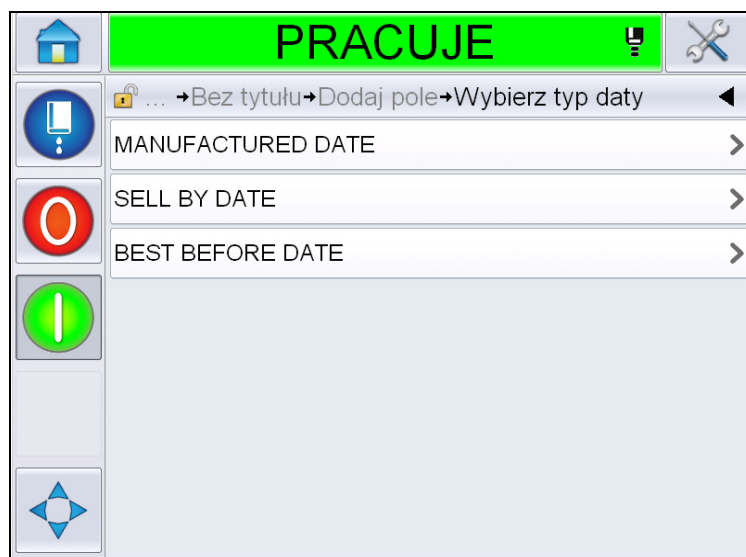 PRACUJE
... →Bez tytułu→Dodaj pole→Wybierz typ daty
MANUFACTURED DATE
SELL BY DATE
BEST BEFORE DATE